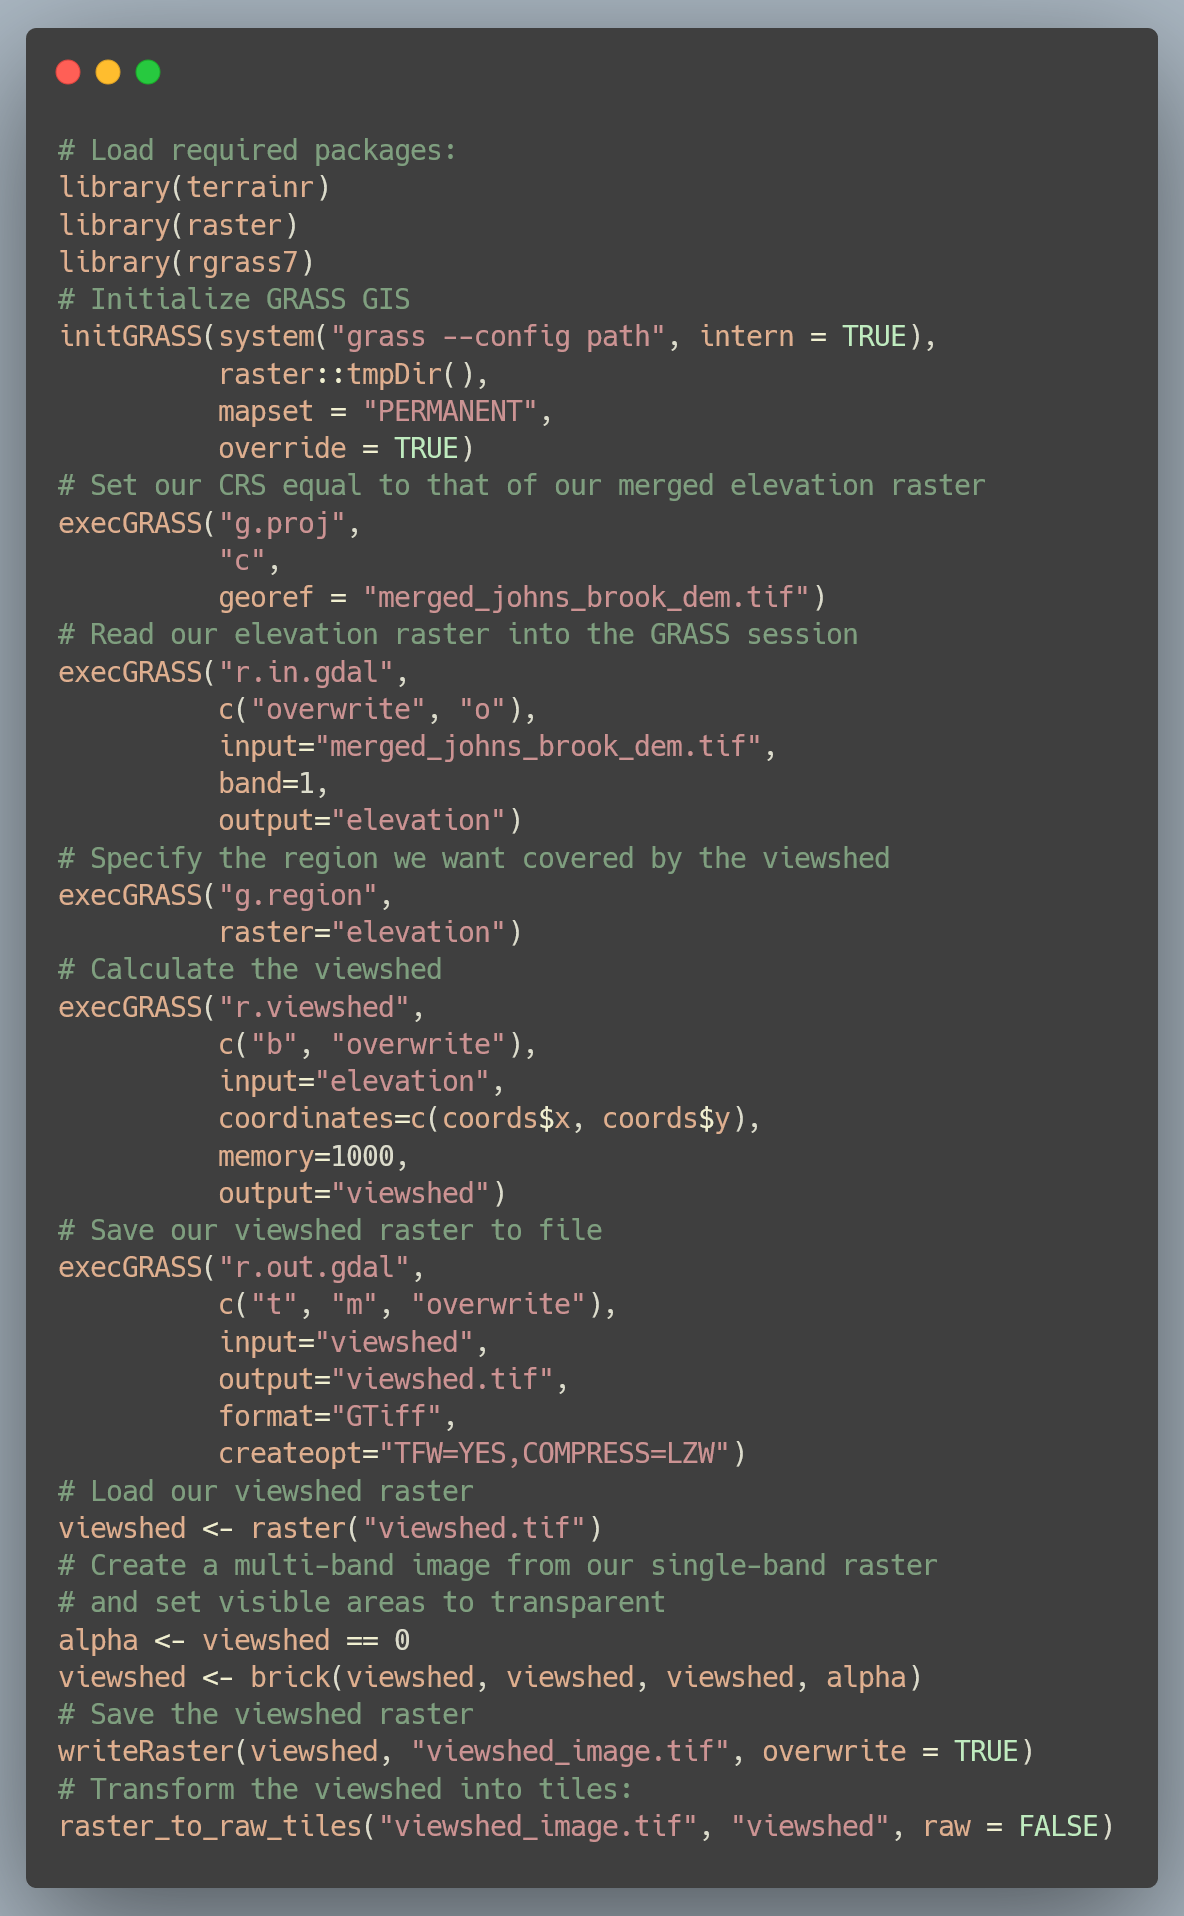 # Load required packages:
library(terrainr)
library(raster)
library(rgrass7)
# Initialize GRASS GIS
initGRASS(system("grass --config path", intern = TRUE),
          raster::tmpDir(),
          mapset = "PERMANENT",
          override = TRUE)
# Set our CRS equal to that of our merged elevation raster
execGRASS("g.proj",
          "c",
          georef = "merged_johns_brook_dem.tif")
# Read our elevation raster into the GRASS session
execGRASS("r.in.gdal",
          c("overwrite", "o"),
          input="merged_johns_brook_dem.tif",
          band=1,
          output="elevation")
# Specify the region we want covered by the viewshed
execGRASS("g.region",
          raster="elevation")
# Calculate the viewshed
execGRASS("r.viewshed",
          c("b", "overwrite"),
          input="elevation",
          coordinates=c(coords$x, coords$y),
          memory=1000,
          output="viewshed")
# Save our viewshed raster to file
execGRASS("r.out.gdal",
          c("t", "m", "overwrite"),
          input="viewshed",
          output="viewshed.tif",
          format="GTiff",
          createopt="TFW=YES,COMPRESS=LZW")
# Load our viewshed raster
viewshed <- raster("viewshed.tif")
# Create a multi-band image from our single-band raster
# and set visible areas to transparent
alpha <- viewshed == 0
viewshed <- brick(viewshed, viewshed, viewshed, alpha)
# Save the viewshed raster
writeRaster(viewshed, "viewshed_image.tif", overwrite = TRUE)
# Transform the viewshed into tiles:
raster_to_raw_tiles("viewshed_image.tif", "viewshed", raw = FALSE)